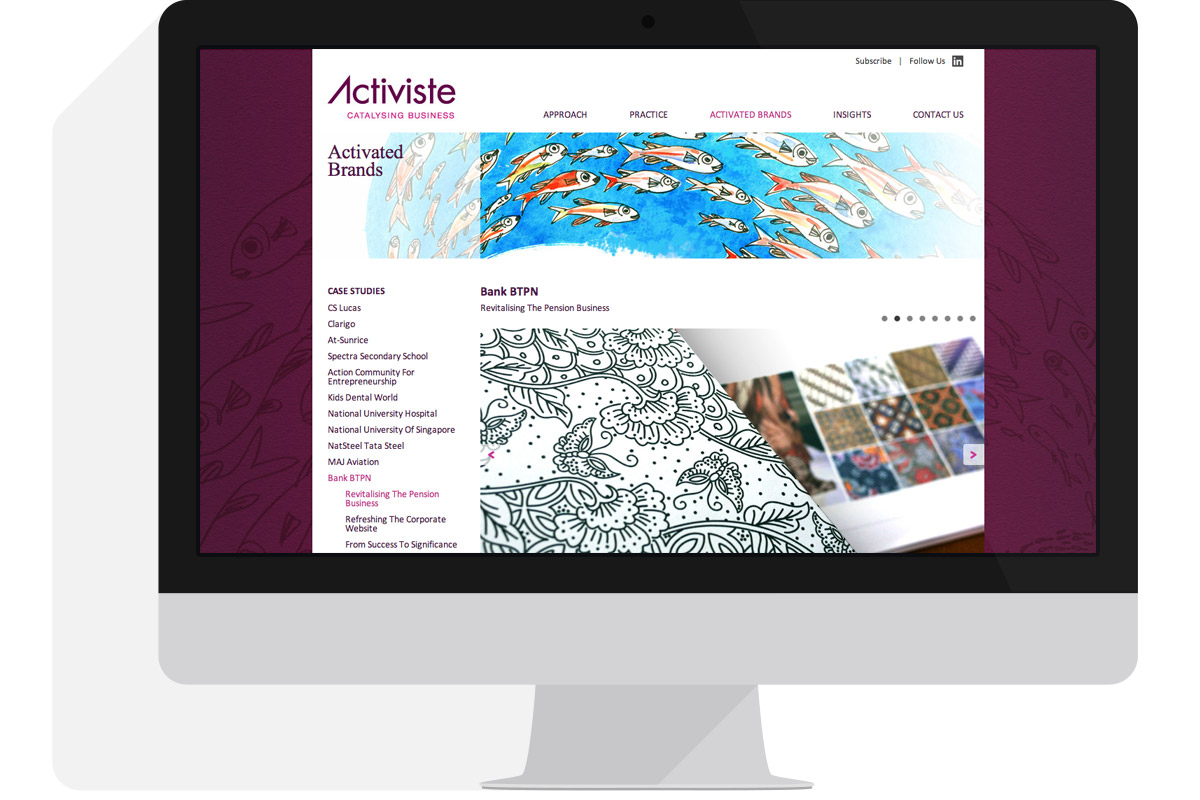 Subscribe | Follow Us in
Activiste
CATALYSING BUSINESS
APPROACH PRACTICE ACTIVATED BRANDS INSIGHTS CONTACT US
Activated
Brands
CASE STUDIES
CS Lucas
Clarigo
At-Sunrice
Spectra Secondary School
Action Community For
Entrepreneurship
Kids Dental World
National University Hospital
National University Of Singapore
NatSteel Tata Steel
MAJ Aviation
Bank BTPN
Revitalising The Pension
Business
Refreshing The Corporate
Website
From Success To Significance
Bank BTPN
Revitalising The Pension Business